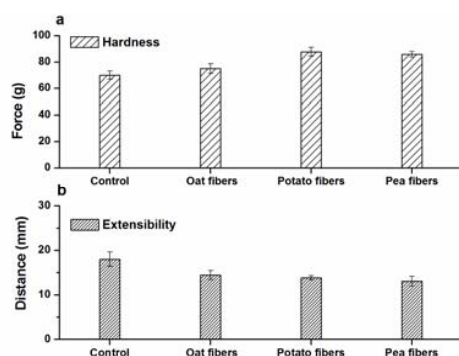 a
Hardness
Force (g)
100
80
60
40
20
0
Control Oat fibers Potato fibers Pea fibers
b
Extensibility
Distance (mm)
30
20
10
0
Control Oat fibers Potato fibers Pea fibers